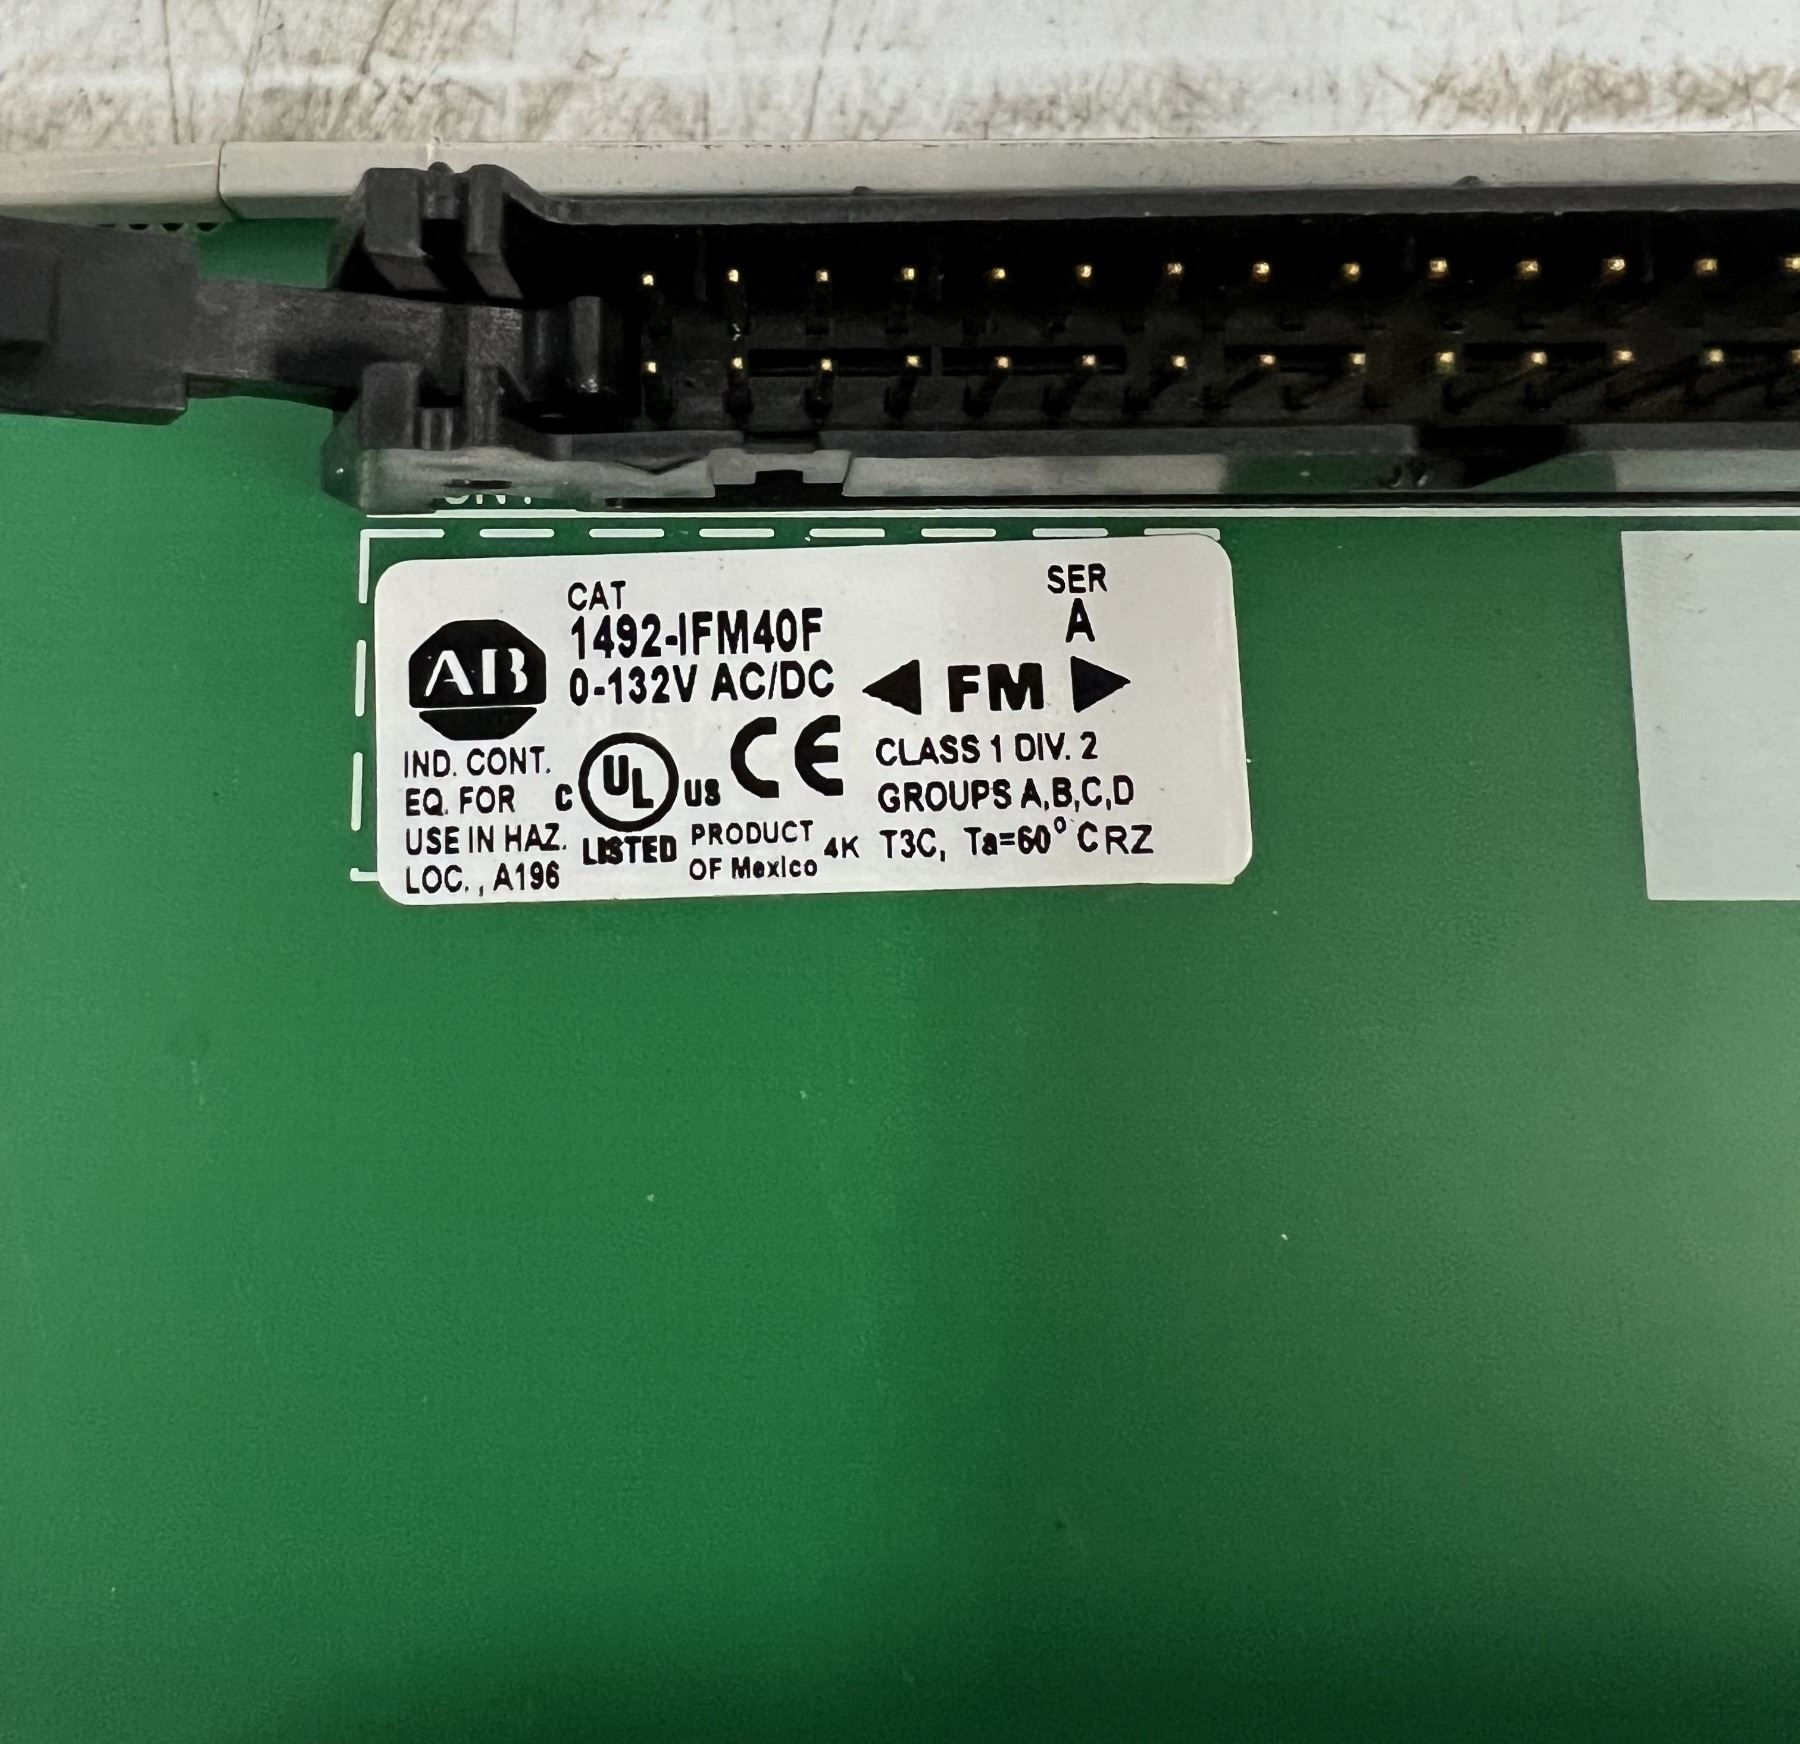 CAT
1492-IFM40F
0-132V AC/DC
SER
A
AB
FM
IND. CONT.
EQ. FOR
USE IN HAZ.
LOC., A196
C UL US
LISTED
CE
PRODUCT
OF Mexico
4K
CLASS 1 DIV. 2
GROUPS A,B,C,D
T3C, Ta=60° C RZ